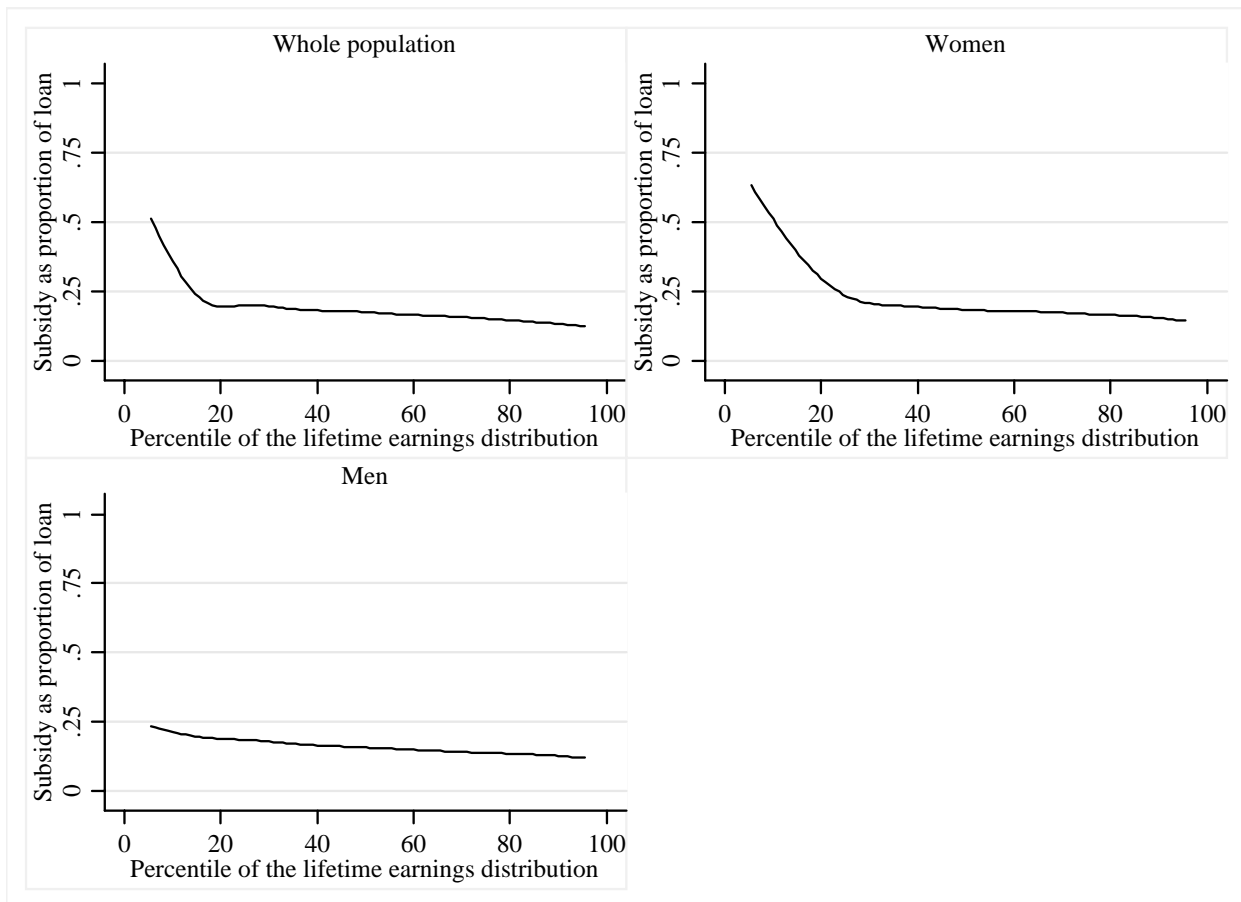 Whole population
Subsidy as proportion of loan
1
.75
.5
.25
0
0 20 40 60 80 100
Percentile of the lifetime earnings distribution
Women
Subsidy as proportion of loan
1
.75
.5
.25
0
0 20 40 60 80 100
Percentile of the lifetime earnings distribution
Men
Subsidy as proportion of loan
1
.75
.5
.25
0
0 20 40 60 80 100
Percentile of the lifetime earnings distribution